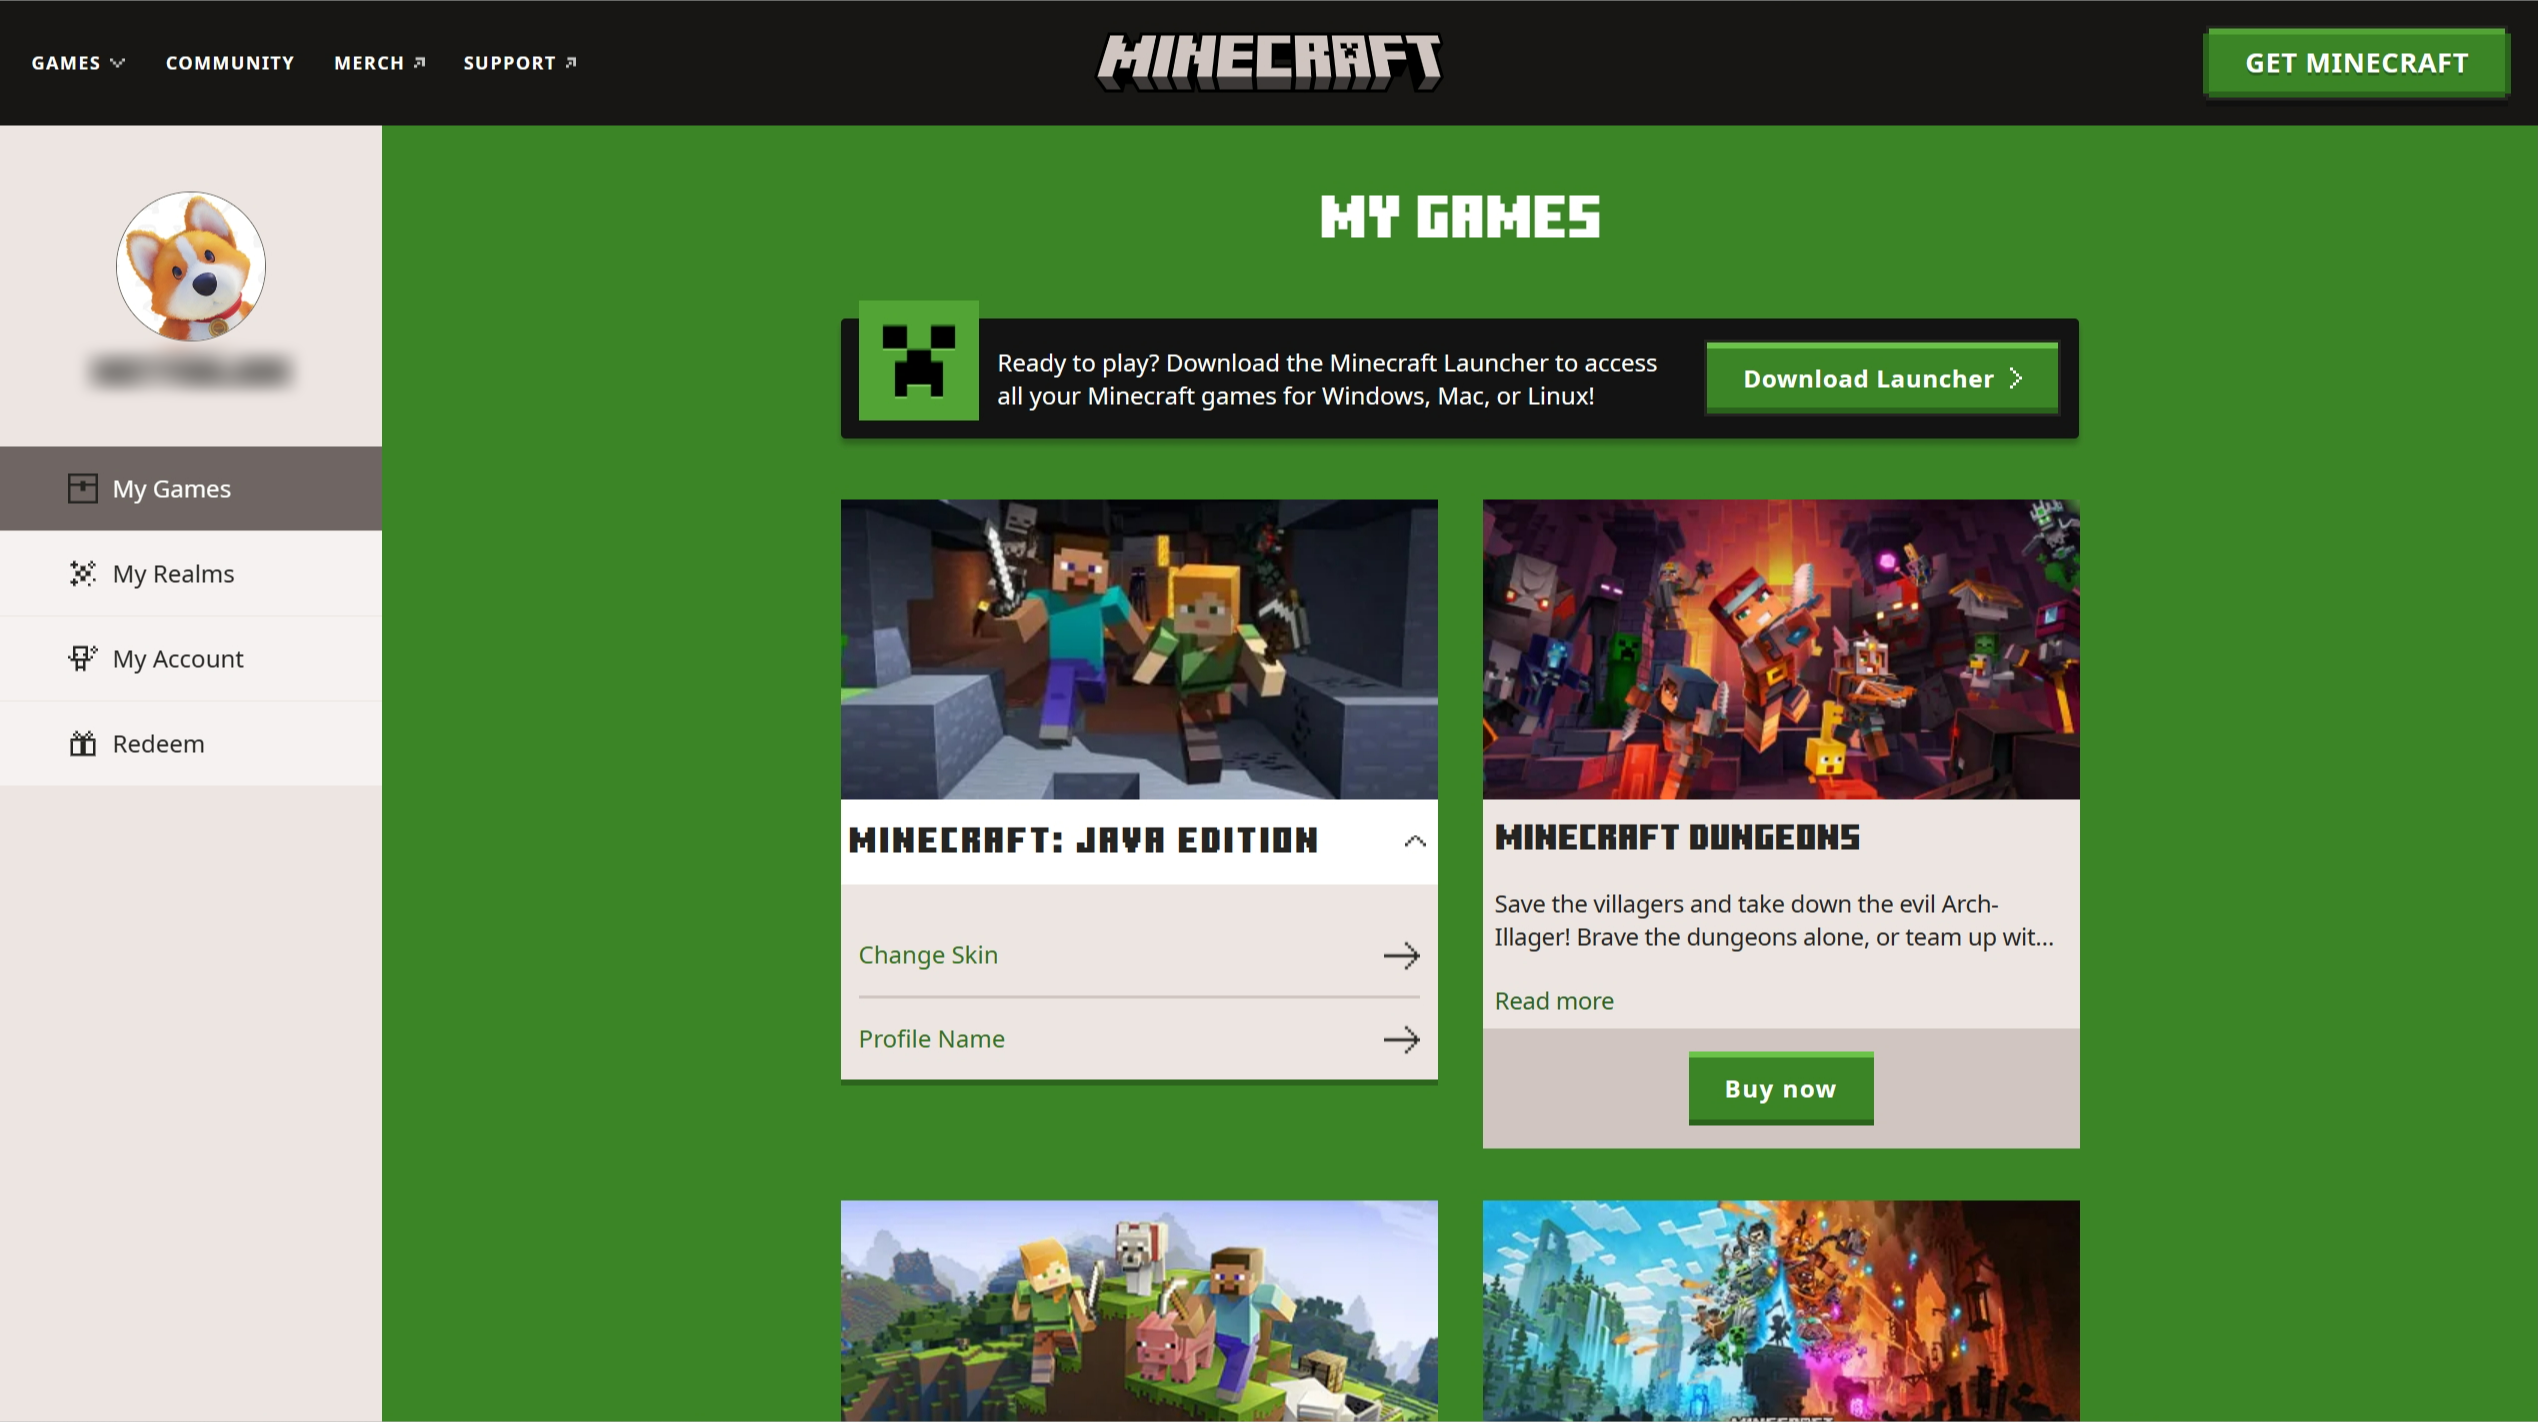 GAMES
COMMUNITY
MERCH
SUPPORT
MINECRAFT
GET MINECRAFT
My Games
My Realms
My Account
Redeem
MY GAMES
Ready to play? Download the Minecraft Launcher to access
all your Minecraft games for Windows, Mac, or Linux!
Download Launcher
MINECRAFT: JAVA EDITION
Change Skin
Profile Name
MINECRAFT DUNGEONS
Save the villagers and take down the evil Arch-
Illager! Brave the dungeons alone, or team up wit...
Read more
Buy now
MINECRAFT